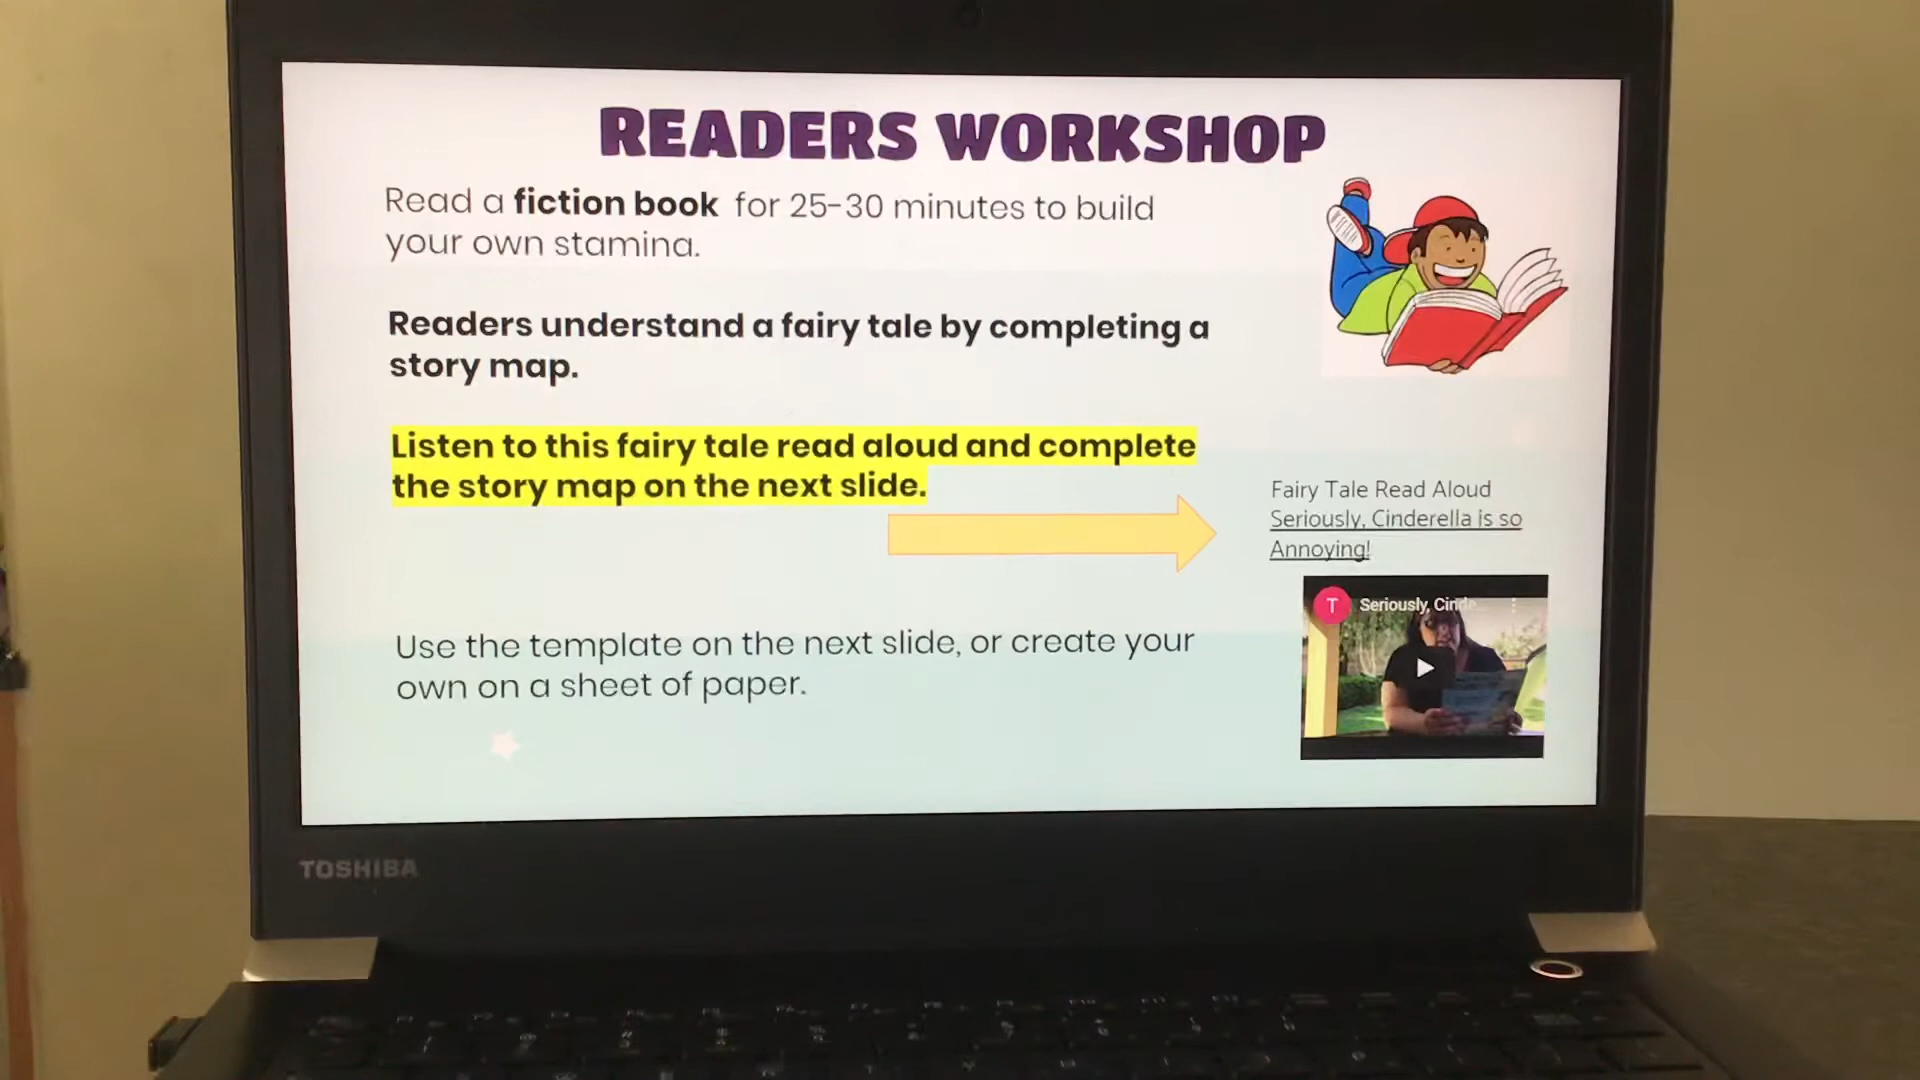 READERS WORKSHOP
Read a fiction book for 25-30 minutes to build
your own stamina.
Readers understand a fairy tale by completing a
story map.
Listen to this fairy tale read aloud and complete
the story map on the next slide.
Fairy Tale Read Aloud
Seriously, Cinderella is so
Annoying!
T Seriously, Cinde...
Use the template on the next slide, or create your
own on a sheet of paper.
TOSHIBA